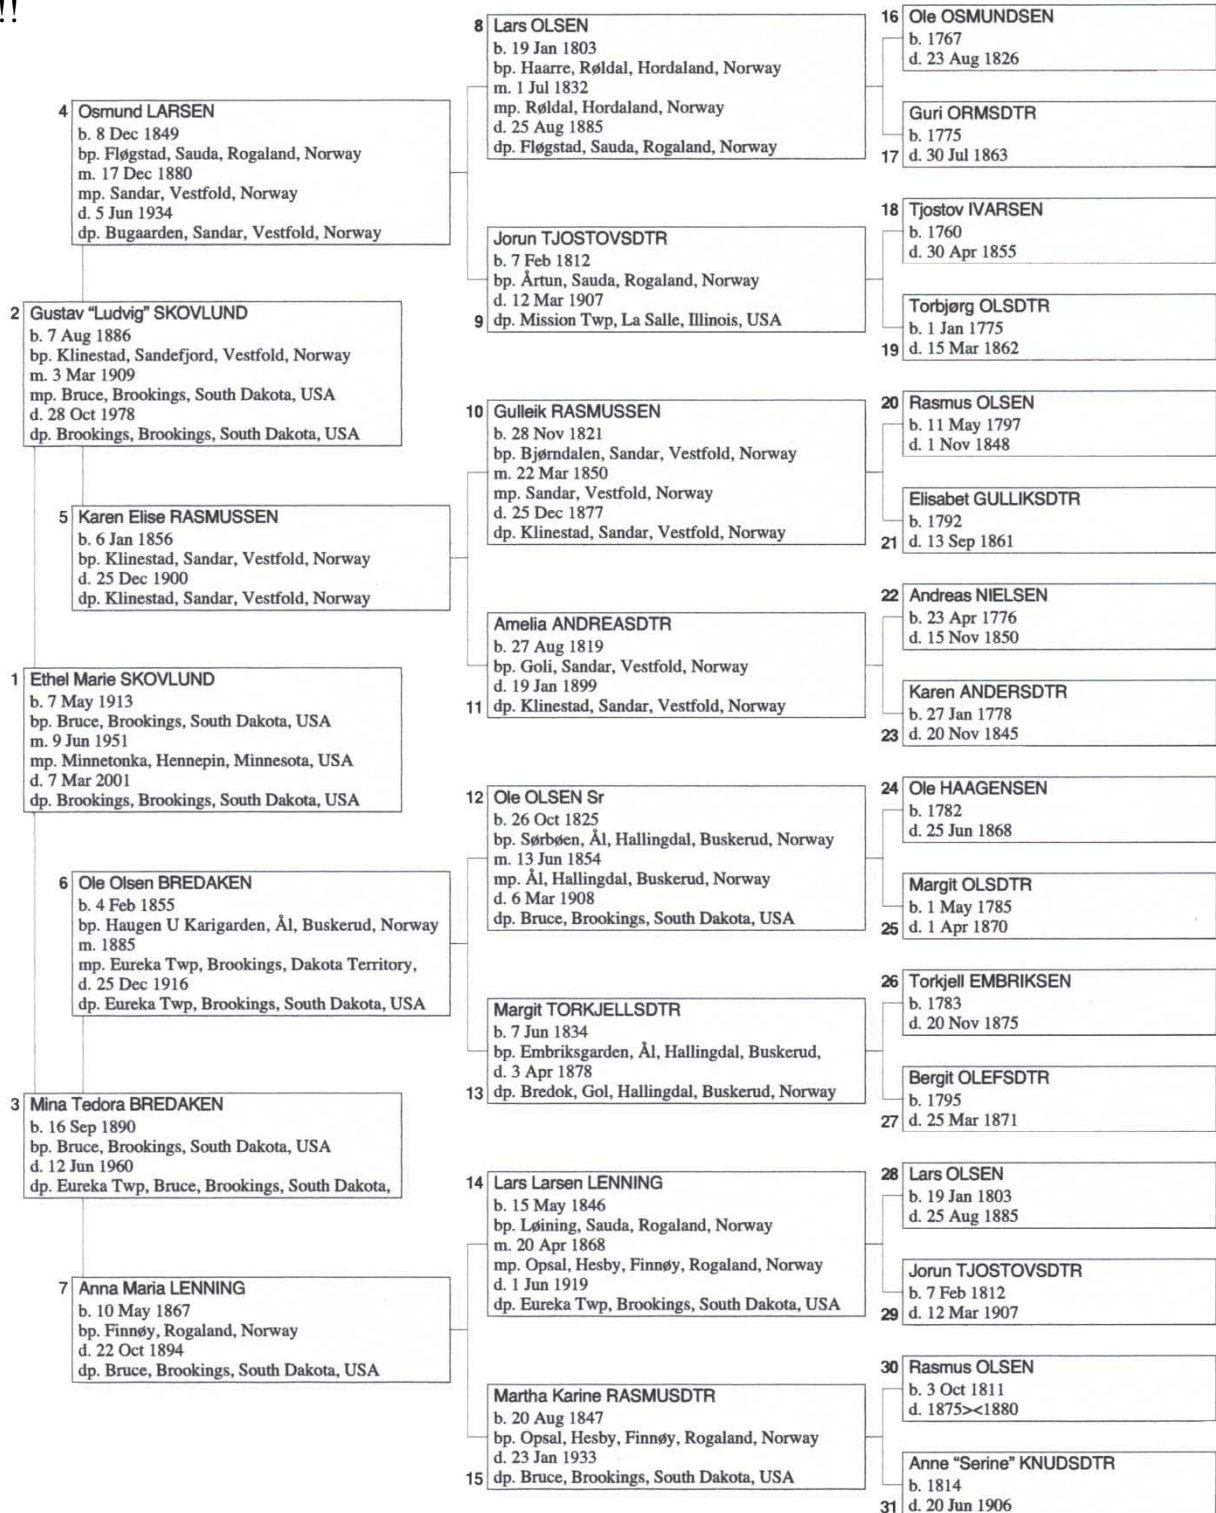 !!
8 Lars OLSEN
b. 19 Jan 1803
bp. Haarre, Røldal, Hordaland, Norway
m. 1 Jul 1832
mp. Røldal, Hordaland, Norway
d. 25 Aug 1885
dp. Fløgstad, Sauda, Rogaland, Norway
16 Ole OSMUNDSEN
b. 1767
d. 23 Aug 1826
Guri ORMSDTR
b. 1775
17 d. 30 Jul 1863
4 Osmund LARSEN
b. 8 Dec 1849
bp. Fløgstad, Sauda, Rogaland, Norway
m. 17 Dec 1880
mp. Sandar, Vestfold, Norway
d. 5 Jun 1934
dp. Bugaarden, Sandar, Vestfold, Norway
Jorun TJOSTOVSDTR
b. 7 Feb 1812
bp. Årtun, Sauda, Rogaland, Norway
d. 12 Mar 1907
9 dp. Mission Twp, La Salle, Illinois, USA
18 Tjostov IVARSEN
b. 1760
d. 30 Apr 1855
Torbjørg OLSDTR
b. 1 Jan 1775
19 d. 15 Mar 1862
2 Gustav "Ludvig" SKOVLUND
b. 7 Aug 1886
bp. Klinestad, Sandefjord, Vestfold, Norway
m. 3 Mar 1909
mp. Bruce, Brookings, South Dakota, USA
d. 28 Oct 1978
dp. Brookings, Brookings, South Dakota, USA
10 Gulleik RASMUSSEN
b. 28 Nov 1821
bp. Bjørndalen, Sandar, Vestfold, Norway
m. 22 Mar 1850
mp. Sandar, Vestfold, Norway
d. 25 Dec 1877
dp. Klinestad, Sandar, Vestfold, Norway
20 Rasmus OLSEN
b. 11 May 1797
d. 1 Nov 1848
Elisabet GULLIKSDTR
b. 1792
21 d. 13 Sep 1861
5 Karen Elise RASMUSSEN
b. 6 Jan 1856
bp. Klinestad, Sandar, Vestfold, Norway
d. 25 Dec 1900
dp. Klinestad, Sandar, Vestfold, Norway
Amelia ANDREASDTR
b. 27 Aug 1819
bp. Goli, Sandar, Vestfold, Norway
d. 19 Jan 1899
11 dp. Klinestad, Sandar, Vestfold, Norway
22 Andreas NIELSEN
b. 23 Apr 1776
d. 15 Nov 1850
Karen ANDERSDTR
b. 27 Jan 1778
23 d. 20 Nov 1845
1 Ethel Marie SKOVLUND
b. 7 May 1913
bp. Bruce, Brookings, South Dakota, USA
m. 9 Jun 1951
mp. Minnetonka, Hennepin, Minnesota, USA
d. 7 Mar 2001
dp. Brookings, Brookings, South Dakota, USA
12 Ole OLSEN Sr
b. 26 Oct 1825
bp. Sørbøen, Ål, Hallingdal, Buskerud, Norway
m. 13 Jun 1854
mp. Ål, Hallingdal, Buskerud, Norway
d. 6 Mar 1908
dp. Bruce, Brookings, South Dakota, USA
24 Ole HAAGENSEN
b. 1782
d. 25 Jun 1868
Margit OLSDTR
b. 1 May 1785
25 d. 1 Apr 1870
6 Ole Olsen BREDAKEN
b. 4 Feb 1855
bp. Haugen U Karigarden, Ål, Buskerud, Norway
m. 1885
mp. Eureka Twp, Brookings, Dakota Territory,
d. 25 Dec 1916
dp. Eureka Twp, Brookings, South Dakota, USA
Margit TORKJELLSDTR
b. 7 Jun 1834
bp. Embriksgarden, Ål, Hallingdal, Buskerud,
d. 3 Apr 1878
13 dp. Bredok, Gol, Hallingdal, Buskerud, Norway
26 Torkjell EMBRIKSEN
b. 1783
d. 20 Nov 1875
Bergit OLEFSDTR
b. 1795
27 d. 25 Mar 1871
3 Mina Tedora BREDAKEN
b. 16 Sep 1890
bp. Bruce, Brookings, South Dakota, USA
d. 12 Jun 1960
dp. Eureka Twp, Bruce, Brookings, South Dakota,
14 Lars Larsen LENNING
b. 15 May 1846
bp. Løining, Sauda, Rogaland, Norway
m. 20 Apr 1868
mp. Opsal, Hesby, Finnøy, Rogaland, Norway
d. 1 Jun 1919
dp. Eureka Twp, Brookings, South Dakota, USA
28 Lars OLSEN
b. 19 Jan 1803
d. 25 Aug 1885
Jorun TJOSTOVSDTR
b. 7 Feb 1812
29 d. 12 Mar 1907
7 Anna Maria LENNING
b. 10 May 1867
bp. Finnøy, Rogaland, Norway
d. 22 Oct 1894
dp. Bruce, Brookings, South Dakota, USA
Martha Karine RASMUSDTR
b. 20 Aug 1847
bp. Opsal, Hesby, Finnøy, Rogaland, Norway
d. 23 Jan 1933
15 dp. Bruce, Brookings, South Dakota, USA
30 Rasmus OLSEN
b. 3 Oct 1811
d. 1875><1880
Anne "Serine" KNUDSDTR
b. 1814
31 d. 20 Jun 1906